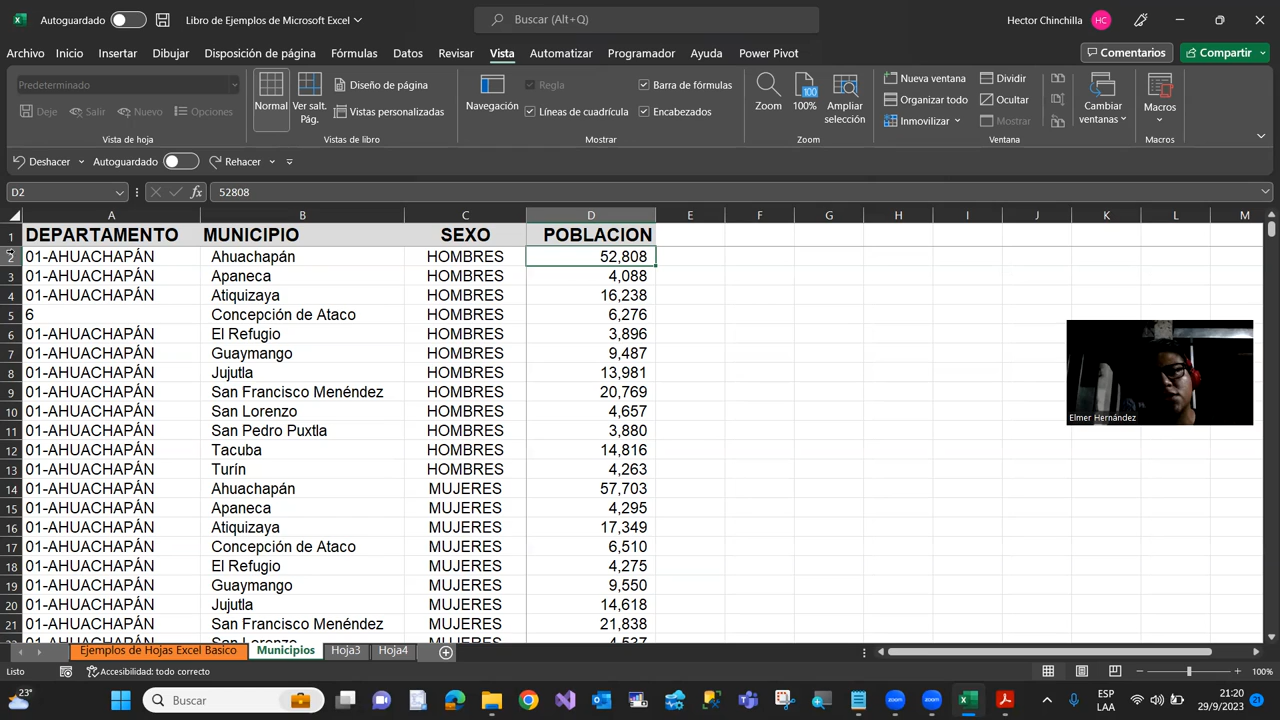 Autoguardado
Libro de Ejemplos de Microsoft Excel
Buscar (Alt+Q)
Hector Chinchilla
HC
Archivo Inicio Insertar Dibujar Disposición de página Fórmulas Datos Revisar Vista Automatizar Programador Ayuda Power Pivot
Comentarios
Compartir
Predeterminado
Deje Salir Nuevo Opciones
Vista de hoja
Normal
Ver salt. Pág.
Diseño de página
Vistas personalizadas
Vistas de libro
Navegación
Regla
Barra de fórmulas
Líneas de cuadrícula
Encabezados
Mostrar
Zoom
100
100%
Ampliar selección
Zoom
Nueva ventana
Organizar todo
Inmovilizar
Dividir
Ocultar
Mostrar
Cambiar ventanas
Ventana
Macros
Macros
Deshacer Autoguardado Rehacer
D2
fx
52808
A B C D E F G H I J K L M
1 DEPARTAMENTO MUNICIPIO SEXO POBLACION
2 01-AHUACHAPÁN Ahuachapán HOMBRES 52,808
3 01-AHUACHAPÁN Apaneca HOMBRES 4,088
4 01-AHUACHAPÁN Atiquizaya HOMBRES 16,238
5 6 Concepción de Ataco HOMBRES 6,276
6 01-AHUACHAPÁN El Refugio HOMBRES 3,896
7 01-AHUACHAPÁN Guaymango HOMBRES 9,487
8 01-AHUACHAPÁN Jujutla HOMBRES 13,981
9 01-AHUACHAPÁN San Francisco Menéndez HOMBRES 20,769
10 01-AHUACHAPÁN San Lorenzo HOMBRES 4,657
11 01-AHUACHAPÁN San Pedro Puxtla HOMBRES 3,880
12 01-AHUACHAPÁN Tacuba HOMBRES 14,816
13 01-AHUACHAPÁN Turín HOMBRES 4,263
14 01-AHUACHAPÁN Ahuachapán MUJERES 57,703
15 01-AHUACHAPÁN Apaneca MUJERES 4,295
16 01-AHUACHAPÁN Atiquizaya MUJERES 17,349
17 01-AHUACHAPÁN Concepción de Ataco MUJERES 6,510
18 01-AHUACHAPÁN El Refugio MUJERES 4,275
19 01-AHUACHAPÁN Guaymango MUJERES 9,550
20 01-AHUACHAPÁN Jujutla MUJERES 14,618
21 01-AHUACHAPÁN San Francisco Menéndez MUJERES 21,838
01-AHUACHAPÁN San Lorenzo MUJERES 4,537
Elmer Hernández
Ejemplos de Hojas Excel Basico Municipios Hoja3 Hoja4
Listo
Accesibilidad: todo correcto
100%
23°
Buscar
zoom
zoom
ESP
LAA
21:20
29/9/2023